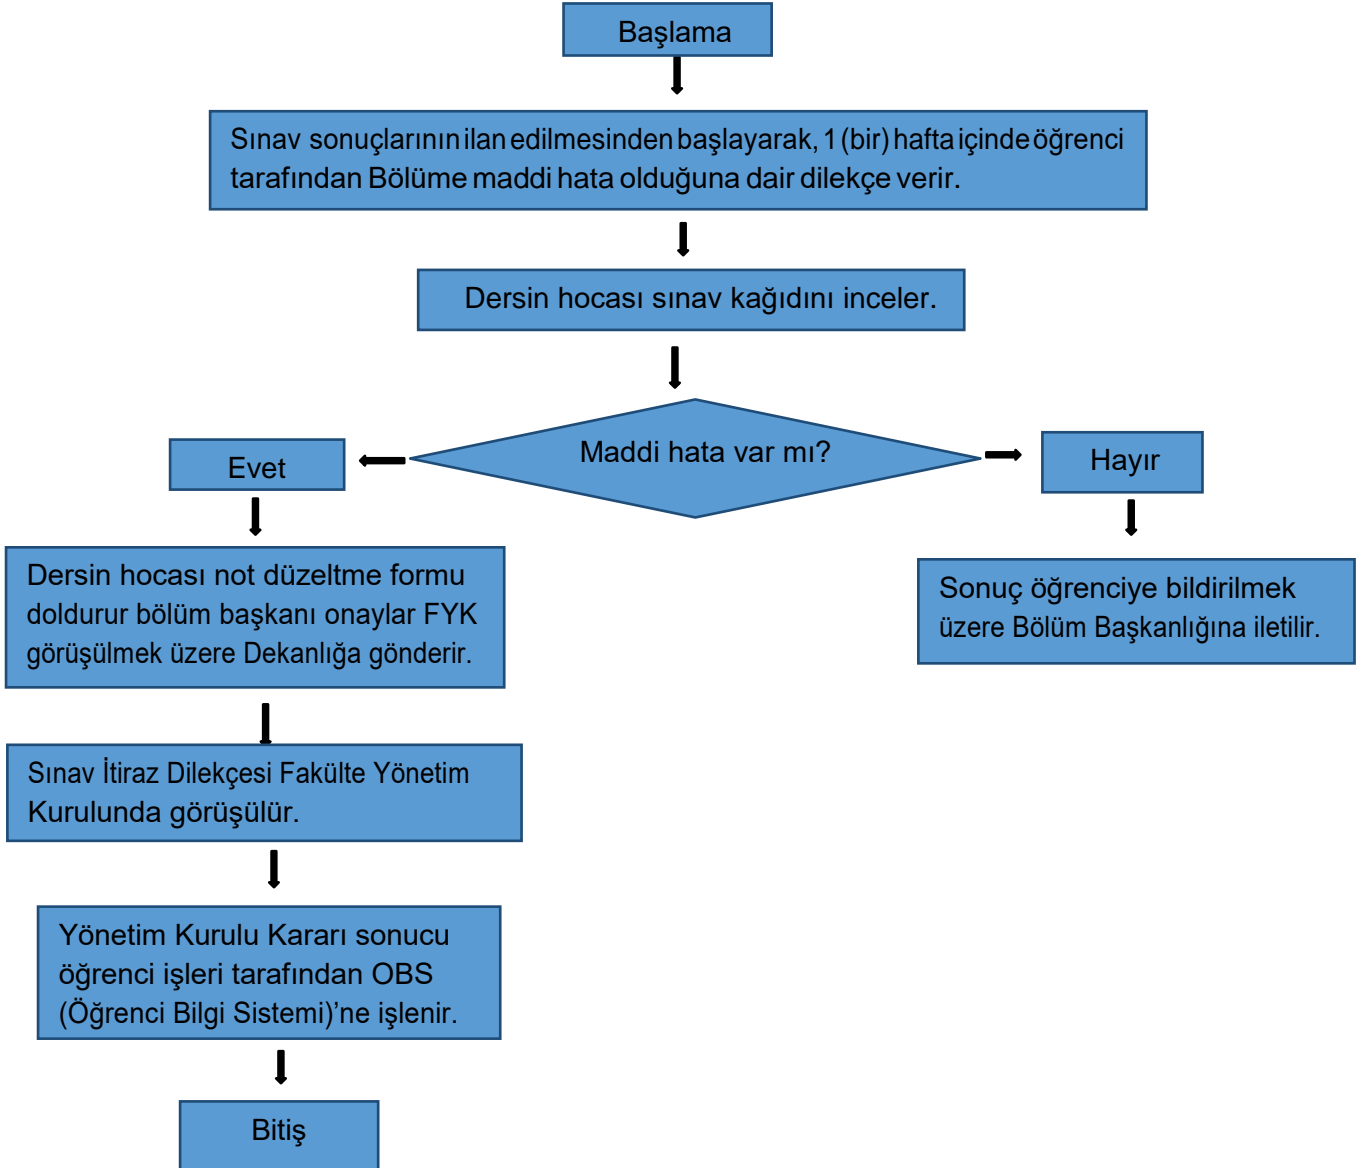 Başlama
Sınav sonuçlarının ilan edilmesinden başlayarak, 1 (bir) hafta içinde öğrenci
tarafından Bölüme maddi hata olduğuna dair dilekçe verir.
Dersin hocası sınav kağıdını inceler.
Maddi hata var mı?
Evet
Hayır
Dersin hocası not düzeltme formu
doldurur bölüm başkanı onaylar FYK
görüşülmek üzere Dekanlığa gönderir.
Sonuç öğrenciye bildirilmek
üzere Bölüm Başkanlığına iletilir.
Sınav İtiraz Dilekçesi Fakülte Yönetim
Kurulunda görüşülür.
Yönetim Kurulu Kararı sonucu
öğrenci işleri tarafından OBS
(Öğrenci Bilgi Sistemi)’ne işlenir.
Bitiş